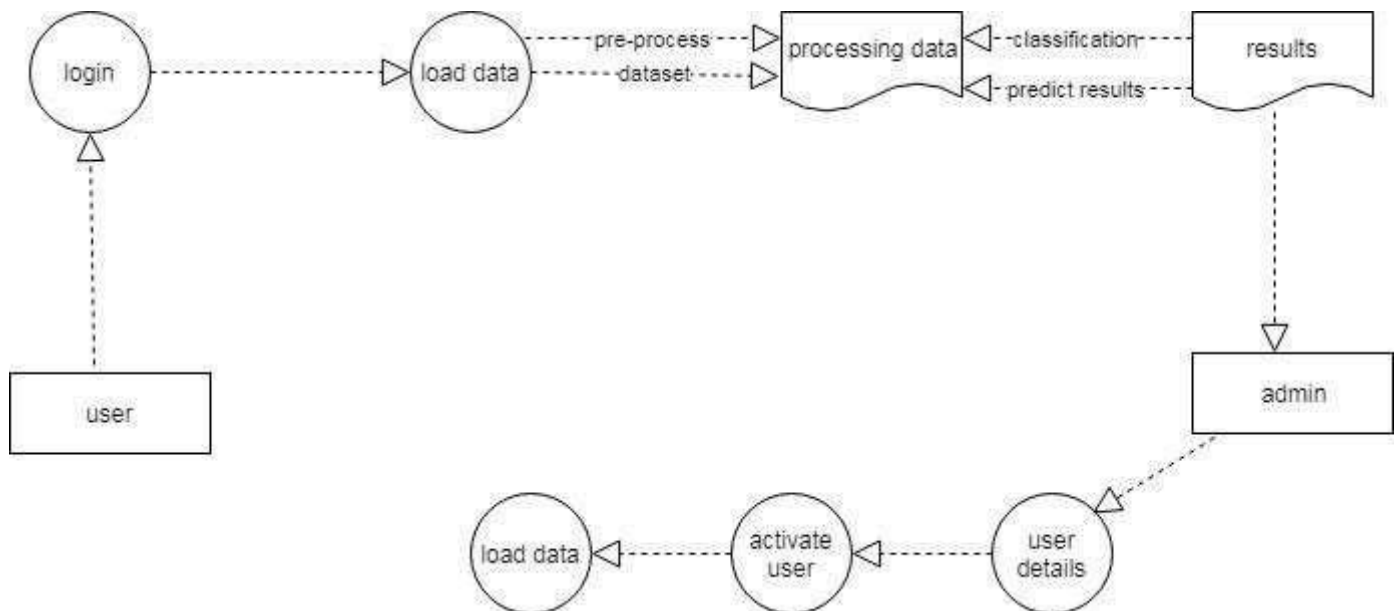 login
load data
pre-process
dataset
processing data
classification
predict results
results
user
admin
load data
activate
user
user
details